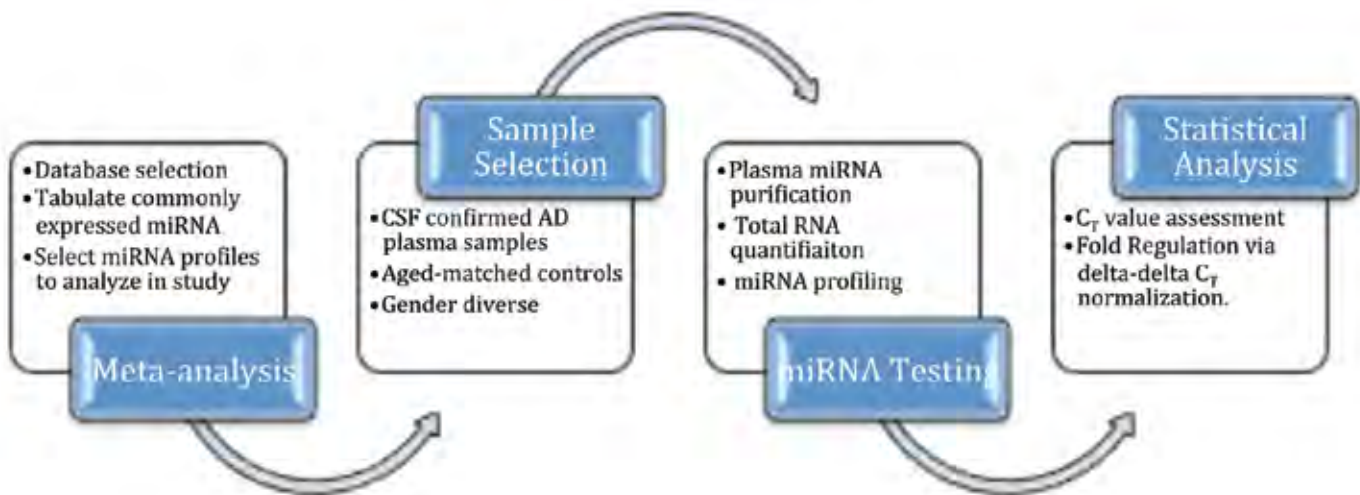 • Database selection
• Tabulate commonly
expressed miRNA
• Select miRNA profiles
to analyze in study
Meta-analysis
Sample
Selection
• CSF confirmed AD
plasma samples
• Aged-matched controls
• Gender diverse
• Plasma miRNA
purification
• Total RNA
quantifiaiton
• miRNA profiling
miRNA Testing
Statistical
Analysis
• C_T value assessment
• Fold Regulation via
delta-delta C_T
normalization.